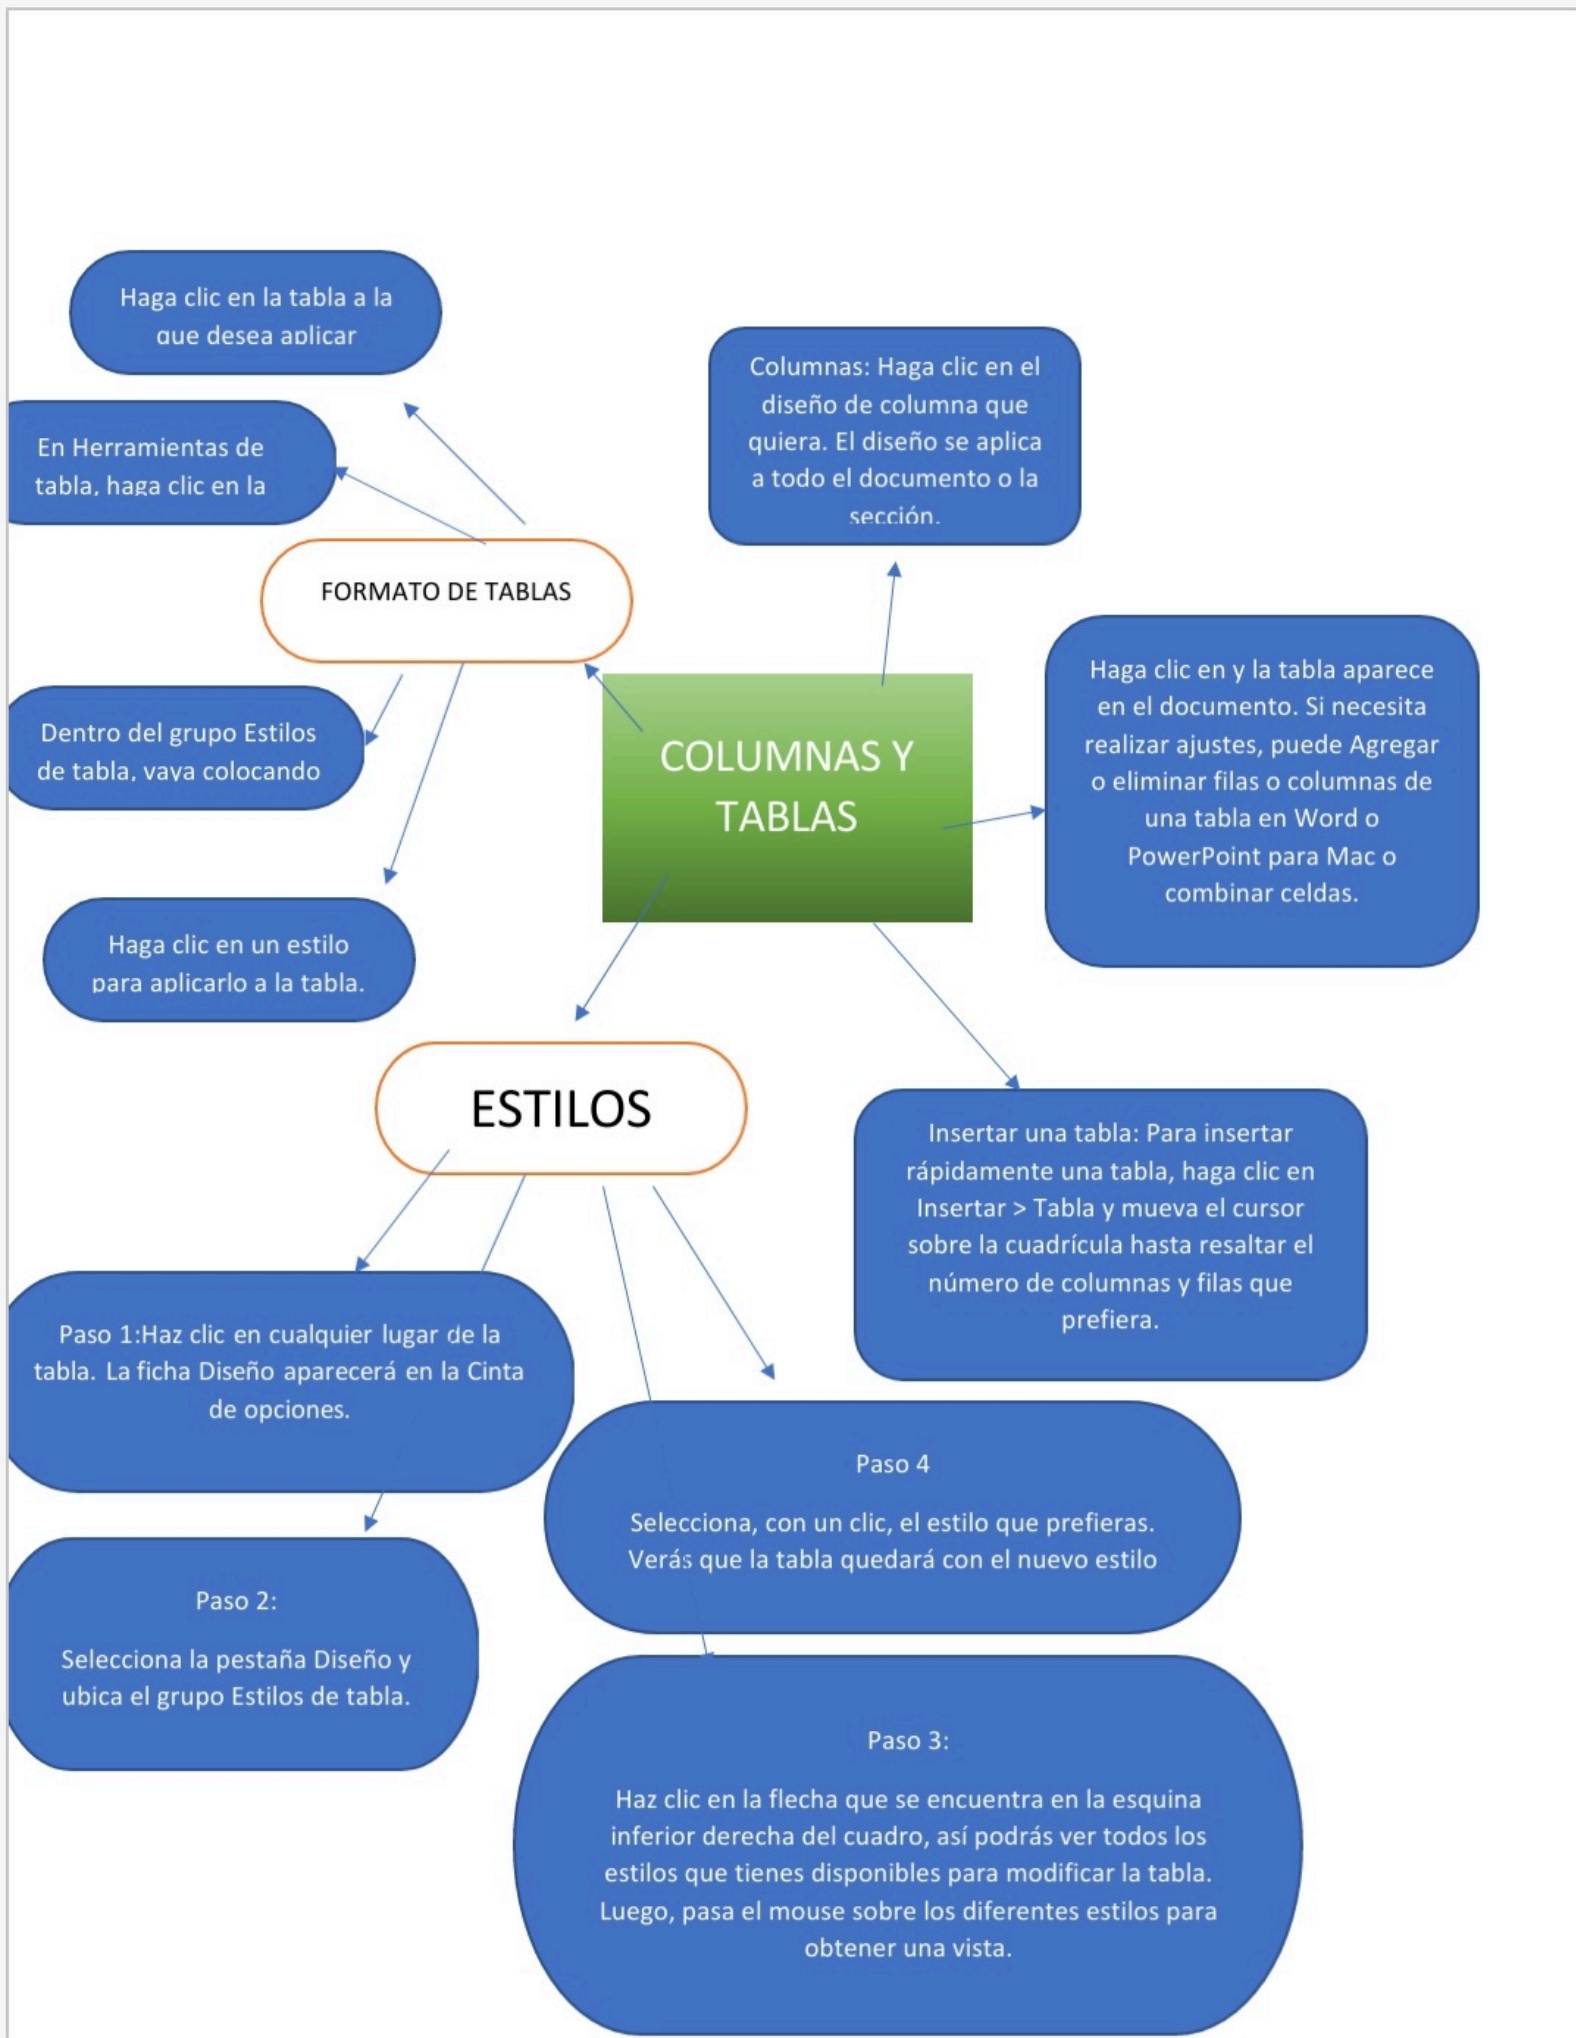 Haga clic en la tabla a la
que desea aplicar
En Herramientas de
tabla, haga clic en la
FORMATO DE TABLAS
Dentro del grupo Estilos
de tabla, vaya colocando
Haga clic en un estilo
para aplicarlo a la tabla.
Columnas: Haga clic en el
diseño de columna que
quiera. El diseño se aplica
a todo el documento o la
sección.
COLUMNAS Y
TABLAS
Haga clic en y la tabla aparece
en el documento. Si necesita
realizar ajustes, puede Agregar
o eliminar filas o columnas de
una tabla en Word o
PowerPoint para Mac o
combinar celdas.
Insertar una tabla: Para insertar
rápidamente una tabla, haga clic en
Insertar > Tabla y mueva el cursor
sobre la cuadrícula hasta resaltar el
número de columnas y filas que
prefiera.
ESTILOS
Paso 1:Haz clic en cualquier lugar de la
tabla. La ficha Diseño aparecerá en la Cinta
de opciones.
Paso 2:
Selecciona la pestaña Diseño y
ubica el grupo Estilos de tabla.
Paso 4
Selecciona, con un clic, el estilo que prefieras.
Verás que la tabla quedará con el nuevo estilo
Paso 3:
Haz clic en la flecha que se encuentra en la esquina
inferior derecha del cuadro, así podrás ver todos los
estilos que tienes disponibles para modificar la tabla.
Luego, pasa el mouse sobre los diferentes estilos para
obtener una vista.